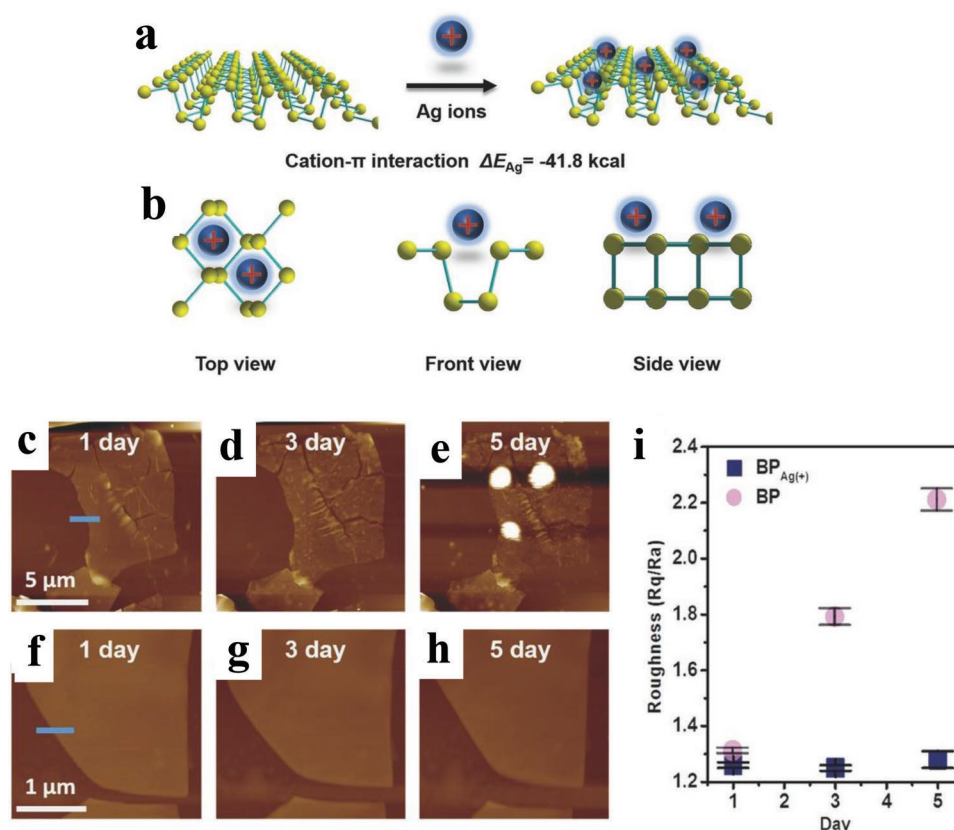 a
+
Ag ions
+ + + + +
Cation-π interaction ΔE_Ag= -41.8 kcal
b
+ + + + +
Top view Front view Side view
c 1 day d 3 day e 5 day
5 μm
f 1 day g 3 day h 5 day
1 μm
i
BP_Ag(+)
BP
Roughness (Rq/Ra)
2.4
2.2
2.0
1.8
1.6
1.4
1.2
1 2 3 4 5
Day